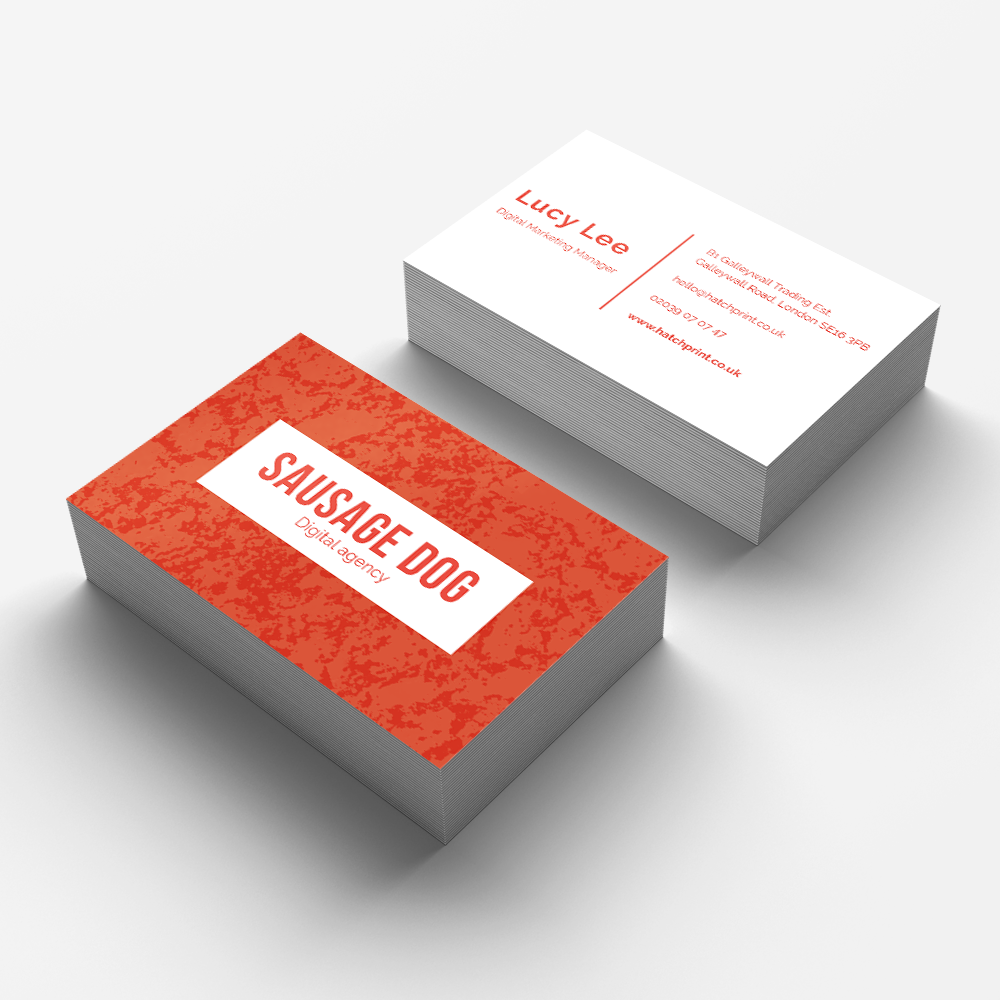 Lucy Lee
Digital Marketing Manager
B1 Galleywall Trading Est.
Galleywall Road, London SE16 3PB
hello@hatchprint.co.uk
02039 07 07 47
www.hatchprint.co.uk
SAUSAGE DOG
Digital agency